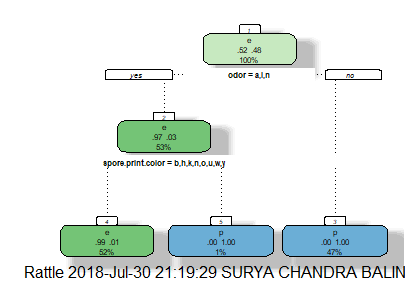 1
e
.52 .48
100%
yes
odor = a,l,n
no
2
e
.97 .03
53%
spore.print.color = b,h,k,n,o,u,w,y
4
e
.99 .01
52%
5
p
.00 1.00
1%
3
p
.00 1.00
47%
Rattle 2018-Jul-30 21:19:29 SURYA CHANDRA BALIN